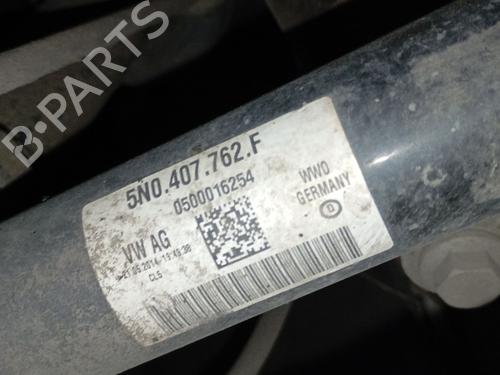 B-PARTS
5N0.407.762.F
0500016254
VW AG
WWO
GERMANY
B
CL5